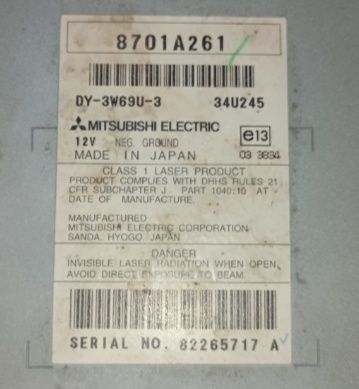 8701A261
DY-3W69U-3 34U245
MITSUBISHI ELECTRIC
12V NEG. GROUND e13
MADE IN JAPAN 03 3834
CLASS 1 LASER PRODUCT
PRODUCT COMPLIES WITH DHHS RULES 21
CFR SUBCHAPTER J PART 1040:10 AT
DATE OF MANUFACTURE.
MANUFACTURED
MITSUBISHI ELECTRIC CORPORATION
SANDA, HYOGO, JAPAN
DANGER
INVISIBLE LASER RADIATION WHEN OPEN,
AVOID DIRECT EXPOSURE TO BEAM.
SERIAL NO. 82265717 A